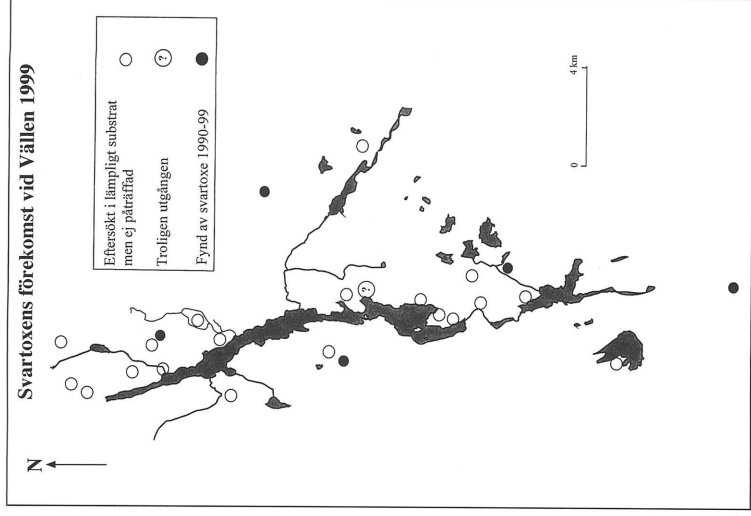 Svartoxens förekomst vid Vällen 1999
N
Eftersökt i lämpligt substrat
men ej påträffad
Troligen utgången
?
Fynd av svartoxe 1990-99
?
0
4 km